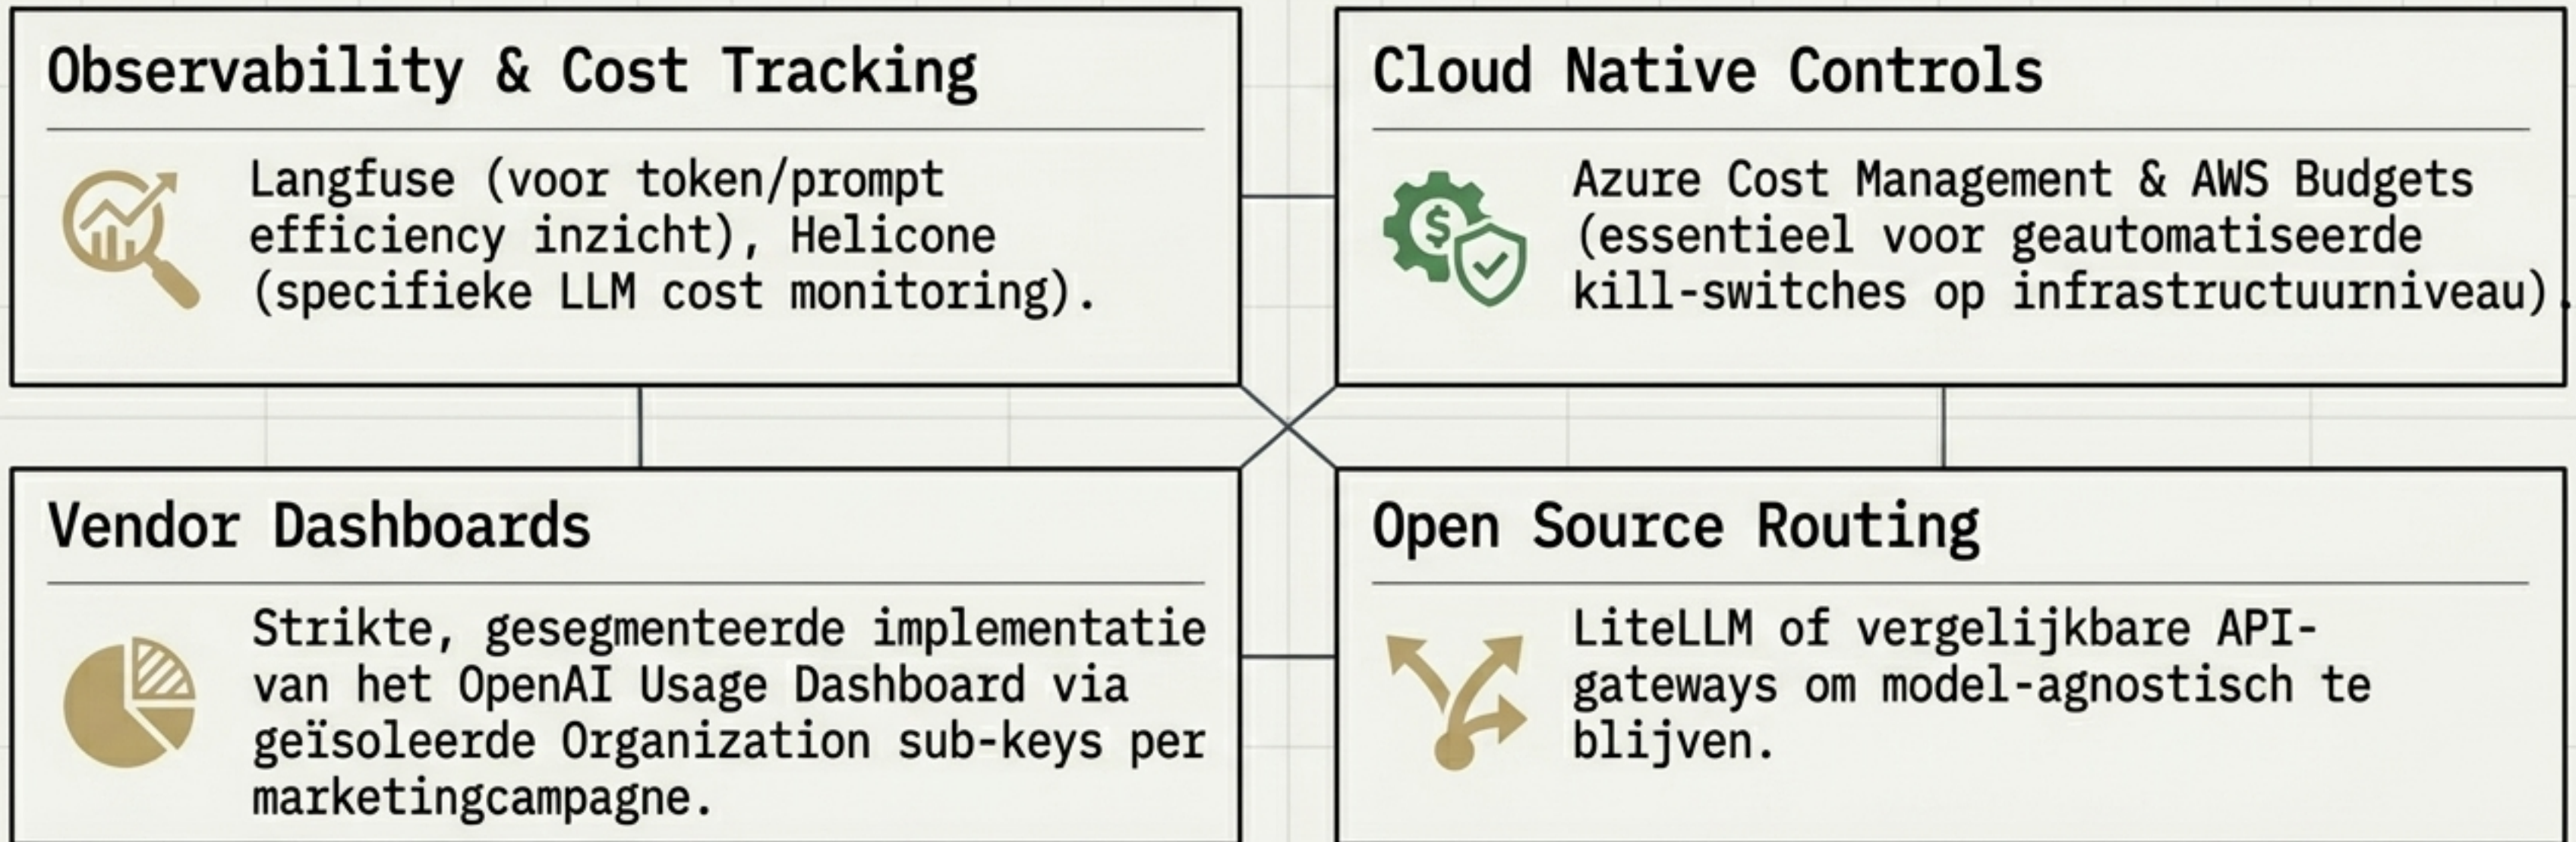 Observability & Cost Tracking
Langfuse (voor token/prompt
efficiency inzicht), Helicone
(specifieke LLM cost monitoring).
Cloud Native Controls
$
Azure Cost Management & AWS Budgets
(essentieel voor geautomatiseerde
kill-switches op infrastructuurniveau).
Vendor Dashboards
Strikte, gesegmenteerde implementatie
van het OpenAI Usage Dashboard via
geïsoleerde Organization sub-keys per
marketingcampagne.
Open Source Routing
LiteLLM of vergelijkbare API-
gateways om model-agnostisch te
blijven.